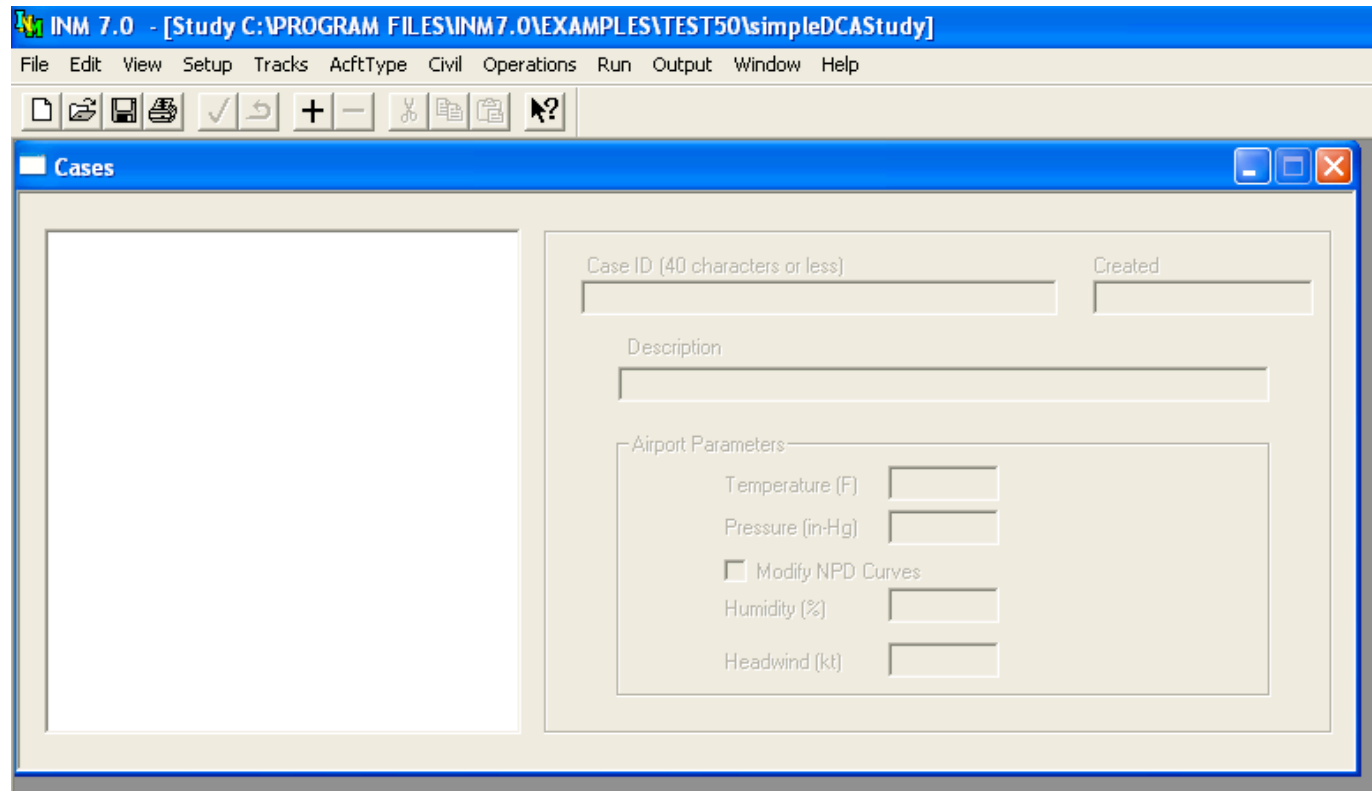 INM 7.0 - [Study C:\PROGRAM FILES\INM7.0\EXAMPLES\TEST50\simpleDCAStudy]
File Edit View Setup Tracks AcftType Civil Operations Run Output Window Help
Cases
Case ID (40 characters or less) Created
Description
Airport Parameters
Temperature (F)
Pressure (in-Hg)
Modify NPD Curves
Humidity (%)
Headwind (kt)